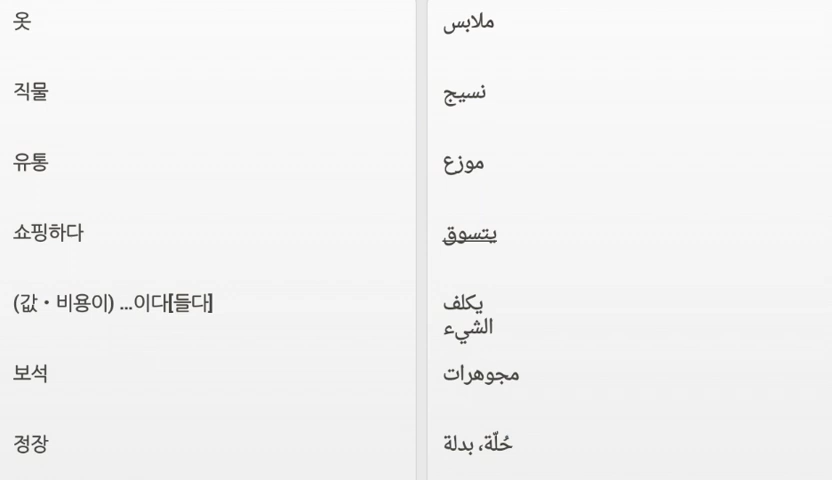 옷
ملابس
직물
نسيج
유통
موزع
쇼핑하다
يتسوق
(값・비용이) ...이다[들다]
يكلف
الشيء
보석
مجوهرات
정장
حُلّة، بدلة